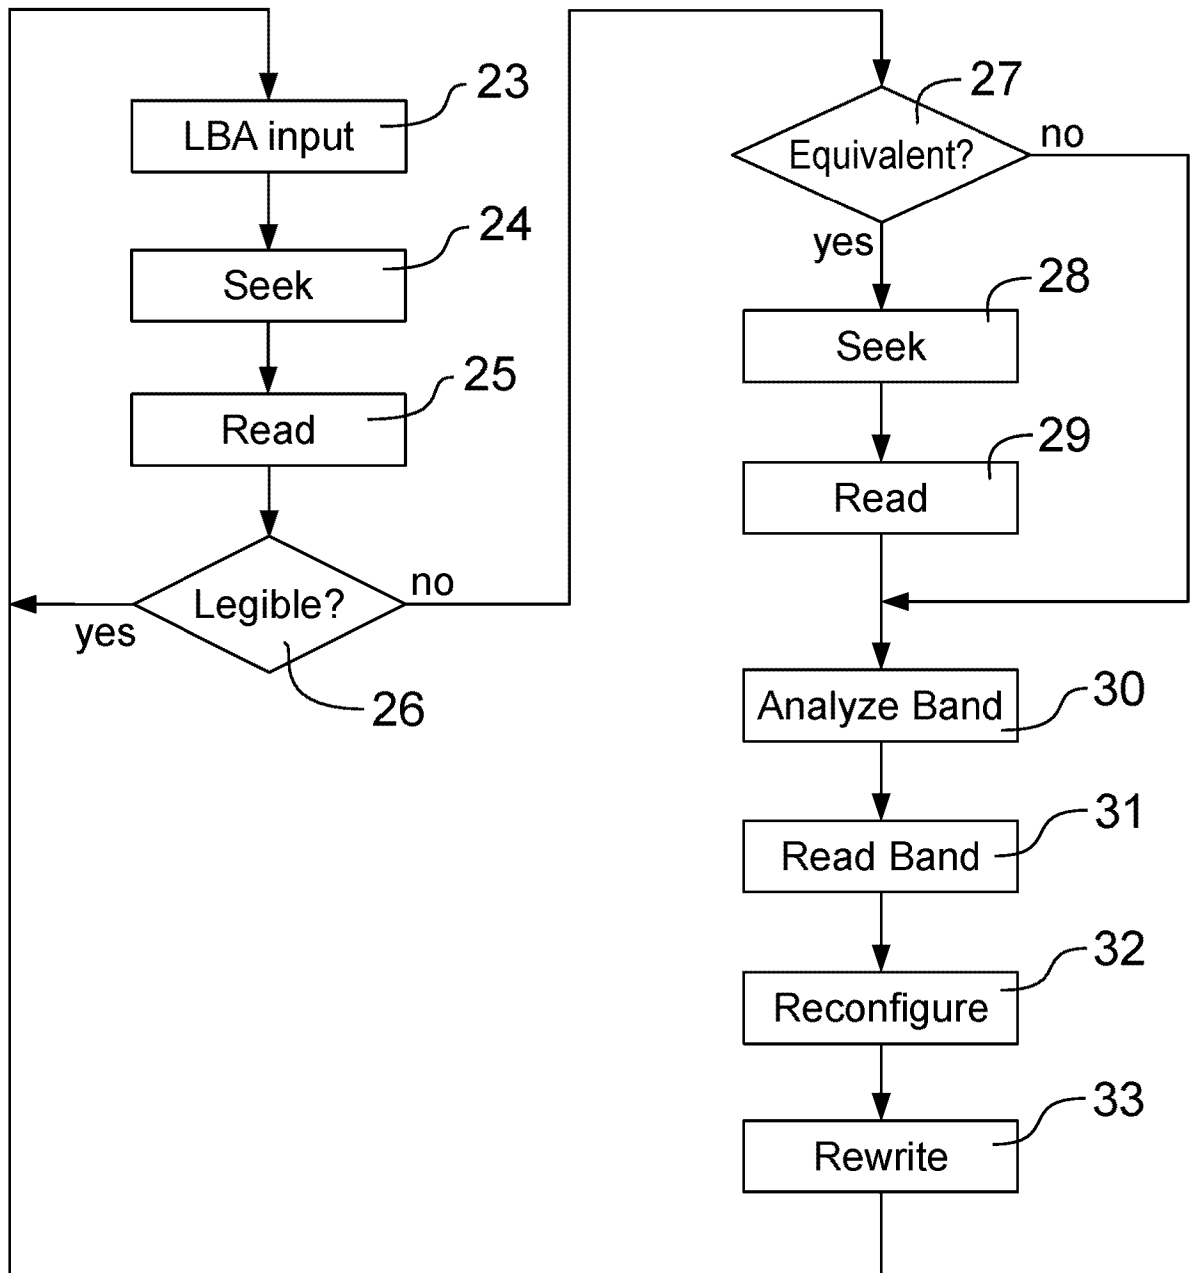 23
LBA input
24
Seek
25
Read
Legible?
no
yes
26
27
Equivalent?
no
yes
28
Seek
29
Read
30
Analyze Band
31
Read Band
32
Reconfigure
33
Rewrite